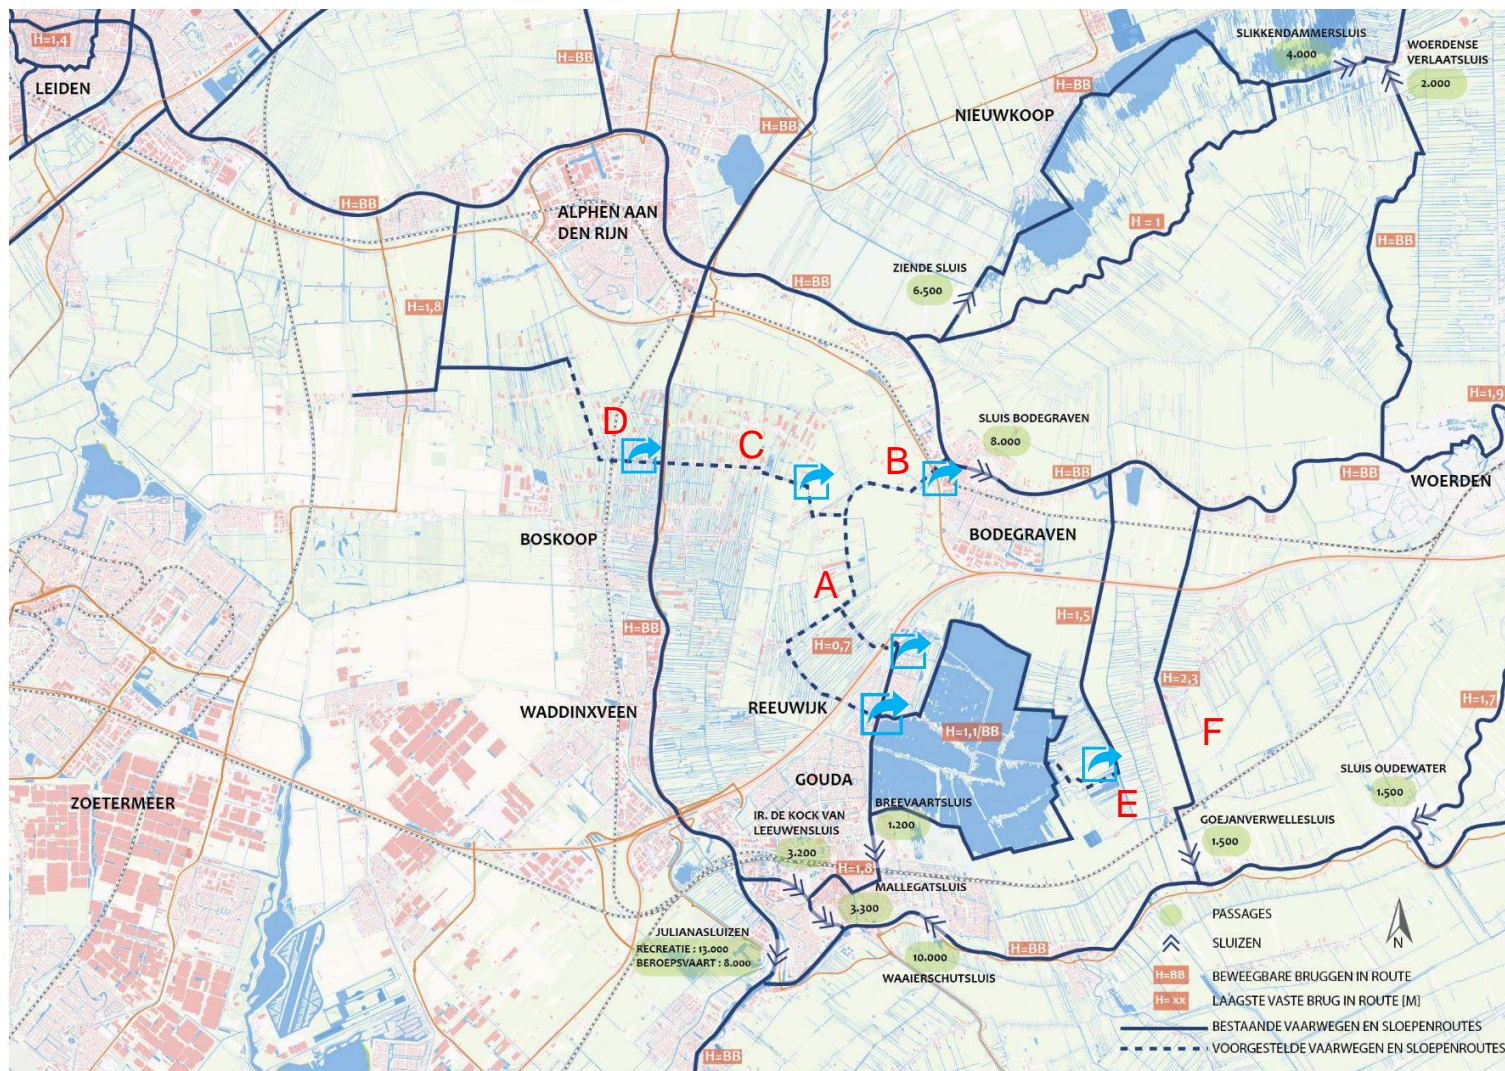 H=1,4
LEIDEN
H=BB
SLIKKENDAMMERSLUIS
4.000
WOERDENSE
VERLAATSLUIS
2.000
H=BB
NIEUWKOOP
H=BB
H=BB
ALPHEN AAN
DEN RIJN
H = 1
H=BB
ZIENDE SLUIS
6.500
H=BB
H=1,8
H=1,9
D
C
B
SLUIS BODEGRAVEN
8.000
H=BB
H=BB
WOERDEN
BOSKOOP
BODEGRAVEN
A
H=1,5
H=BB
H=0,7
H=2,3
H=1,7
WADDINXVEEN
REEUWIJK
H=1,1/BB
F
ZOETERMEER
GOUDA
SLUIS OUDEWATER
1.500
E
IR. DE KOCK VAN
LEEUWENSLUIS
3.200
BREEVAARTSLUIS
1.200
GOEJANVERWELLESLUIS
1.500
H=1,8
MALLEGATSLUIS
3.300
JULIANASLUIZEN
RECREATIE : 13.000
BEROEPSVAART : 8.000
10.000
WAAIERSCHUTSLUIS
H=BB
H=BB
PASSAGES
SLUIZEN
N
H=BB BEWEEGBARE BRUGGEN IN ROUTE
H= xx LAAGSTE VASTE BRUG IN ROUTE [M]
BESTAANDE VAARWEGEN EN SLOEPENROUTES
VOORGESTELDE VAARWEGEN EN SLOEPENROUTES